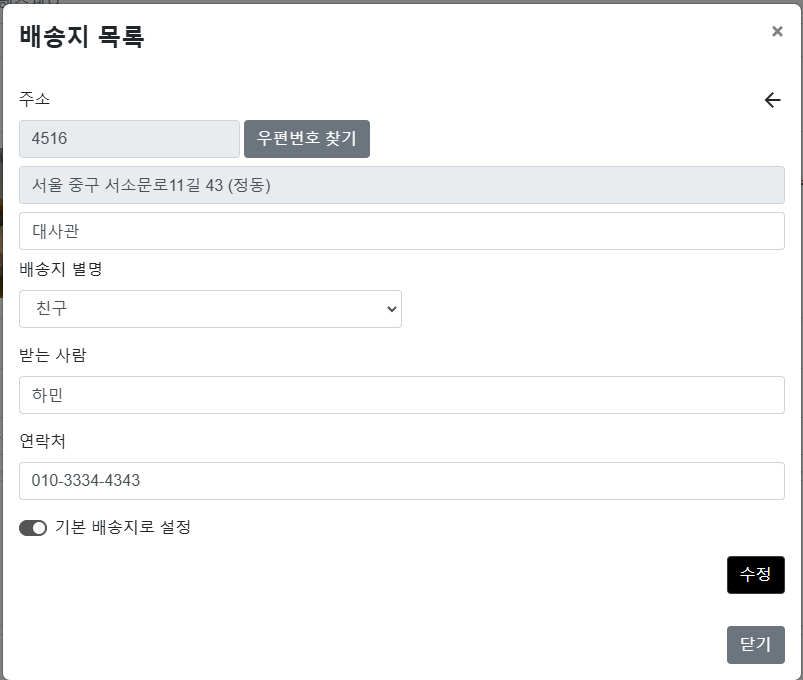 배송지 목록
×
주소
4516 우편번호 찾기
서울 중구 서소문로11길 43 (정동)
대사관
배송지 별명
친구
받는 사람
하민
연락처
010-3334-4343
기본 배송지로 설정
수정
닫기